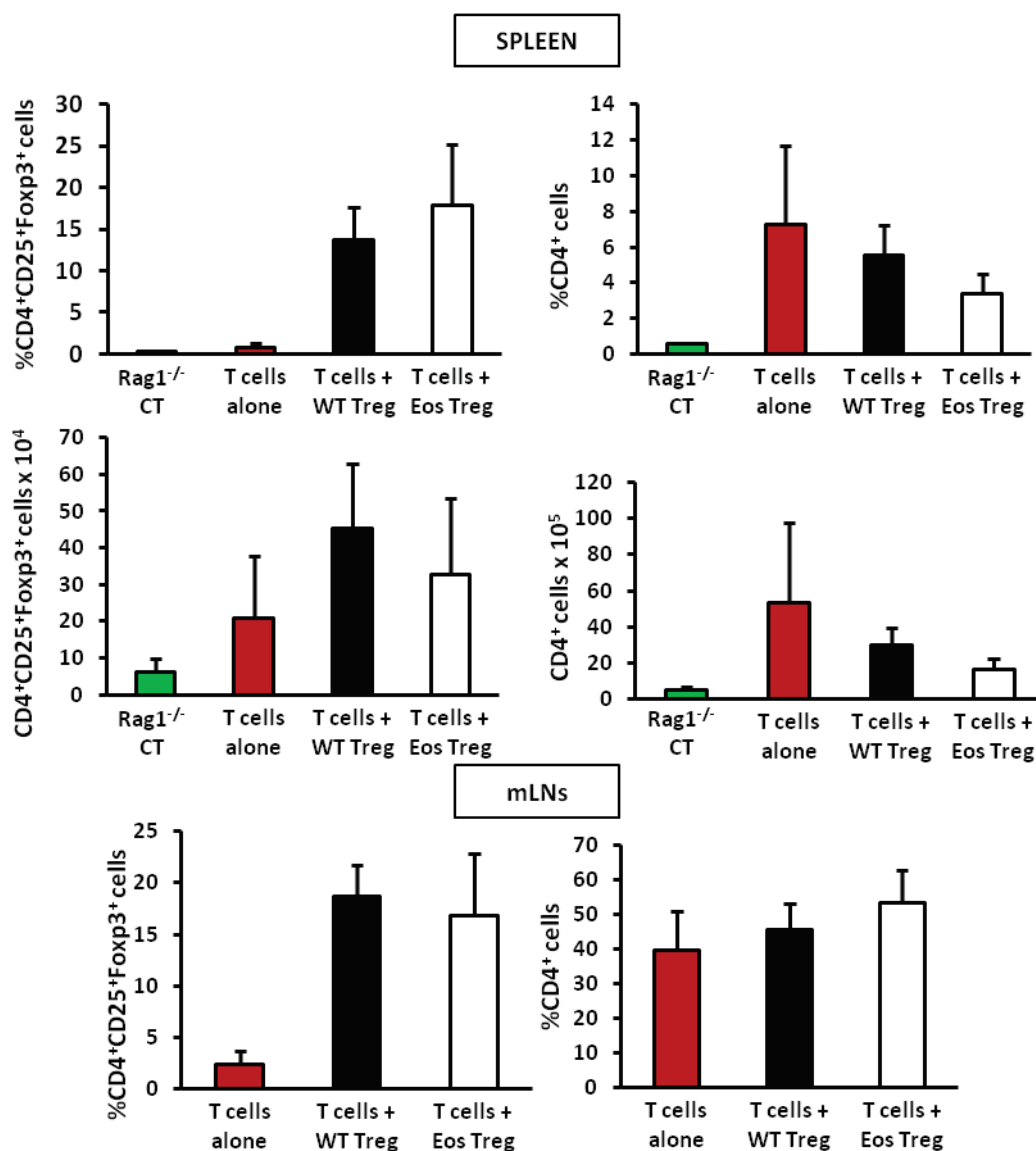 SPLEEN
%CD4⁺CD25⁺Foxp3⁺ cells
30
25
20
15
10
5
0
Rag1⁻/⁻ CT
T cells alone
T cells + WT Treg
T cells + Eos Treg
%CD4⁺ cells
14
12
10
8
6
4
2
0
Rag1⁻/⁻ CT
T cells alone
T cells + WT Treg
T cells + Eos Treg
CD4⁺CD25⁺Foxp3⁺cells x 10⁴
70
60
50
40
30
20
10
0
Rag1⁻/⁻ CT
T cells alone
T cells + WT Treg
T cells + Eos Treg
CD4⁺ cells x 10⁵
120
100
80
60
40
20
0
Rag1⁻/⁻ CT
T cells alone
T cells + WT Treg
T cells + Eos Treg
mLNs
%CD4⁺CD25⁺Foxp3⁺ cells
25
20
15
10
5
0
T cells alone
T cells + WT Treg
T cells + Eos Treg
%CD4⁺ cells
70
60
50
40
30
20
10
0
T cells alone
T cells + WT Treg
T cells + Eos Treg